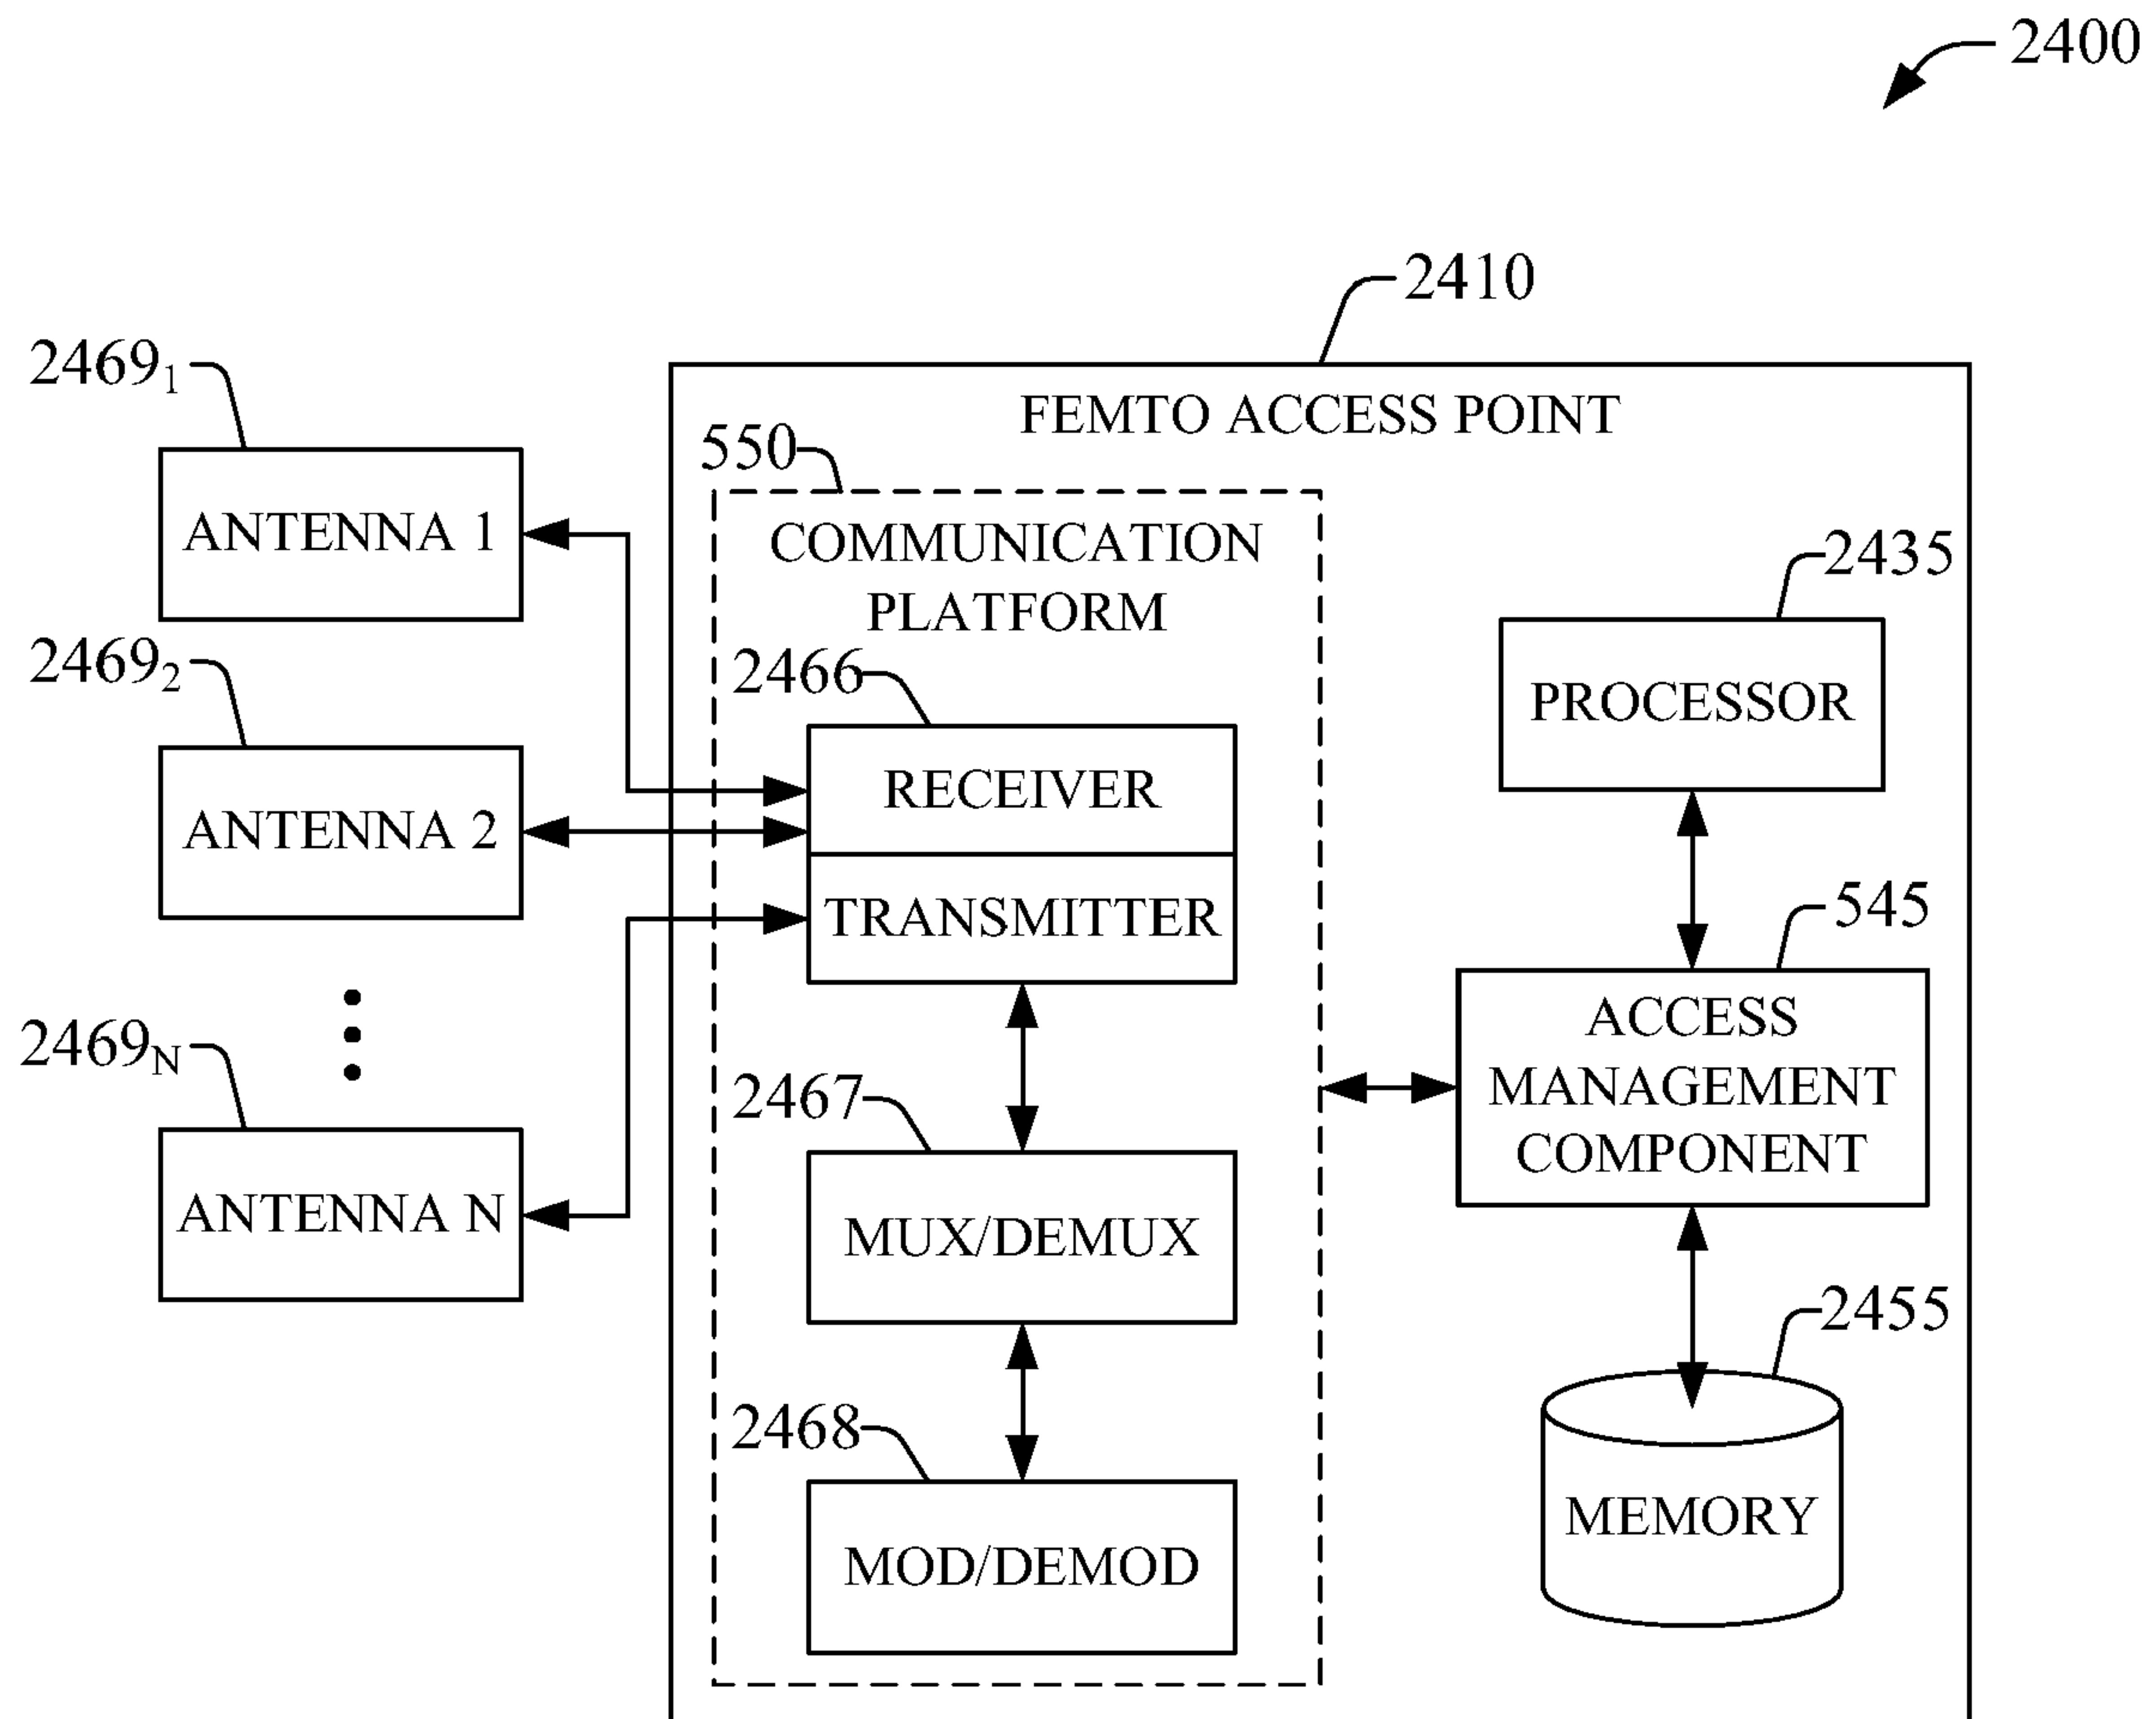 2400
2410
2469₁
FEMTO ACCESS POINT
550
ANTENNA 1
COMMUNICATION
PLATFORM
2435
2469₂
2466
PROCESSOR
RECEIVER
ANTENNA 2
545
TRANSMITTER
ACCESS
MANAGEMENT
COMPONENT
2469N
2467
ANTENNA N
MUX/DEMUX
2455
2468
MEMORY
MOD/DEMOD